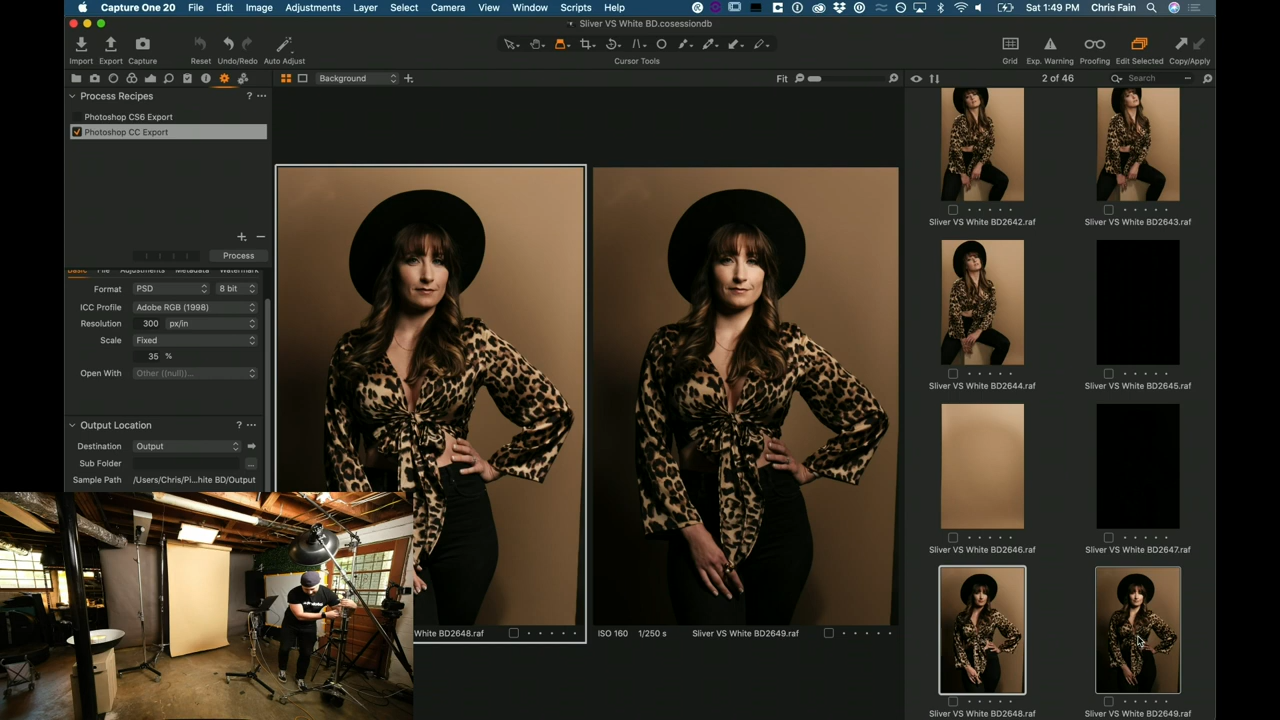 Capture One 20 File Edit Image Adjustments Layer Select Camera View Window Scripts Help Sat 1:49 PM Chris Fain
Sliver VS White BD.cosessiondb
Import Export Capture Reset Undo/Redo Auto Adjust Cursor Tools Grid Exp. Warning Proofing Edit Selected Copy/Apply
Background Fit 2 of 46 Search
Process Recipes ?
Photoshop CS6 Export
Photoshop CC Export
Process
Basic File Adjustments Metadata Watermark
Format PSD 8 bit
ICC Profile Adobe RGB (1998)
Resolution 300 px/in
Scale Fixed
35 %
Open With Other ((null))...
Output Location ?
Destination Output
Sub Folder ...
Sample Path /Users/Chris/Pi...hite BD/Output
White BD2648.raf
ISO 160 1/250 s Sliver VS White BD2649.raf
Sliver VS White BD2642.raf Sliver VS White BD2643.raf
Sliver VS White BD2644.raf Sliver VS White BD2645.raf
Sliver VS White BD2646.raf Sliver VS White BD2647.raf
Sliver VS White BD2648.raf Sliver VS White BD2649.raf